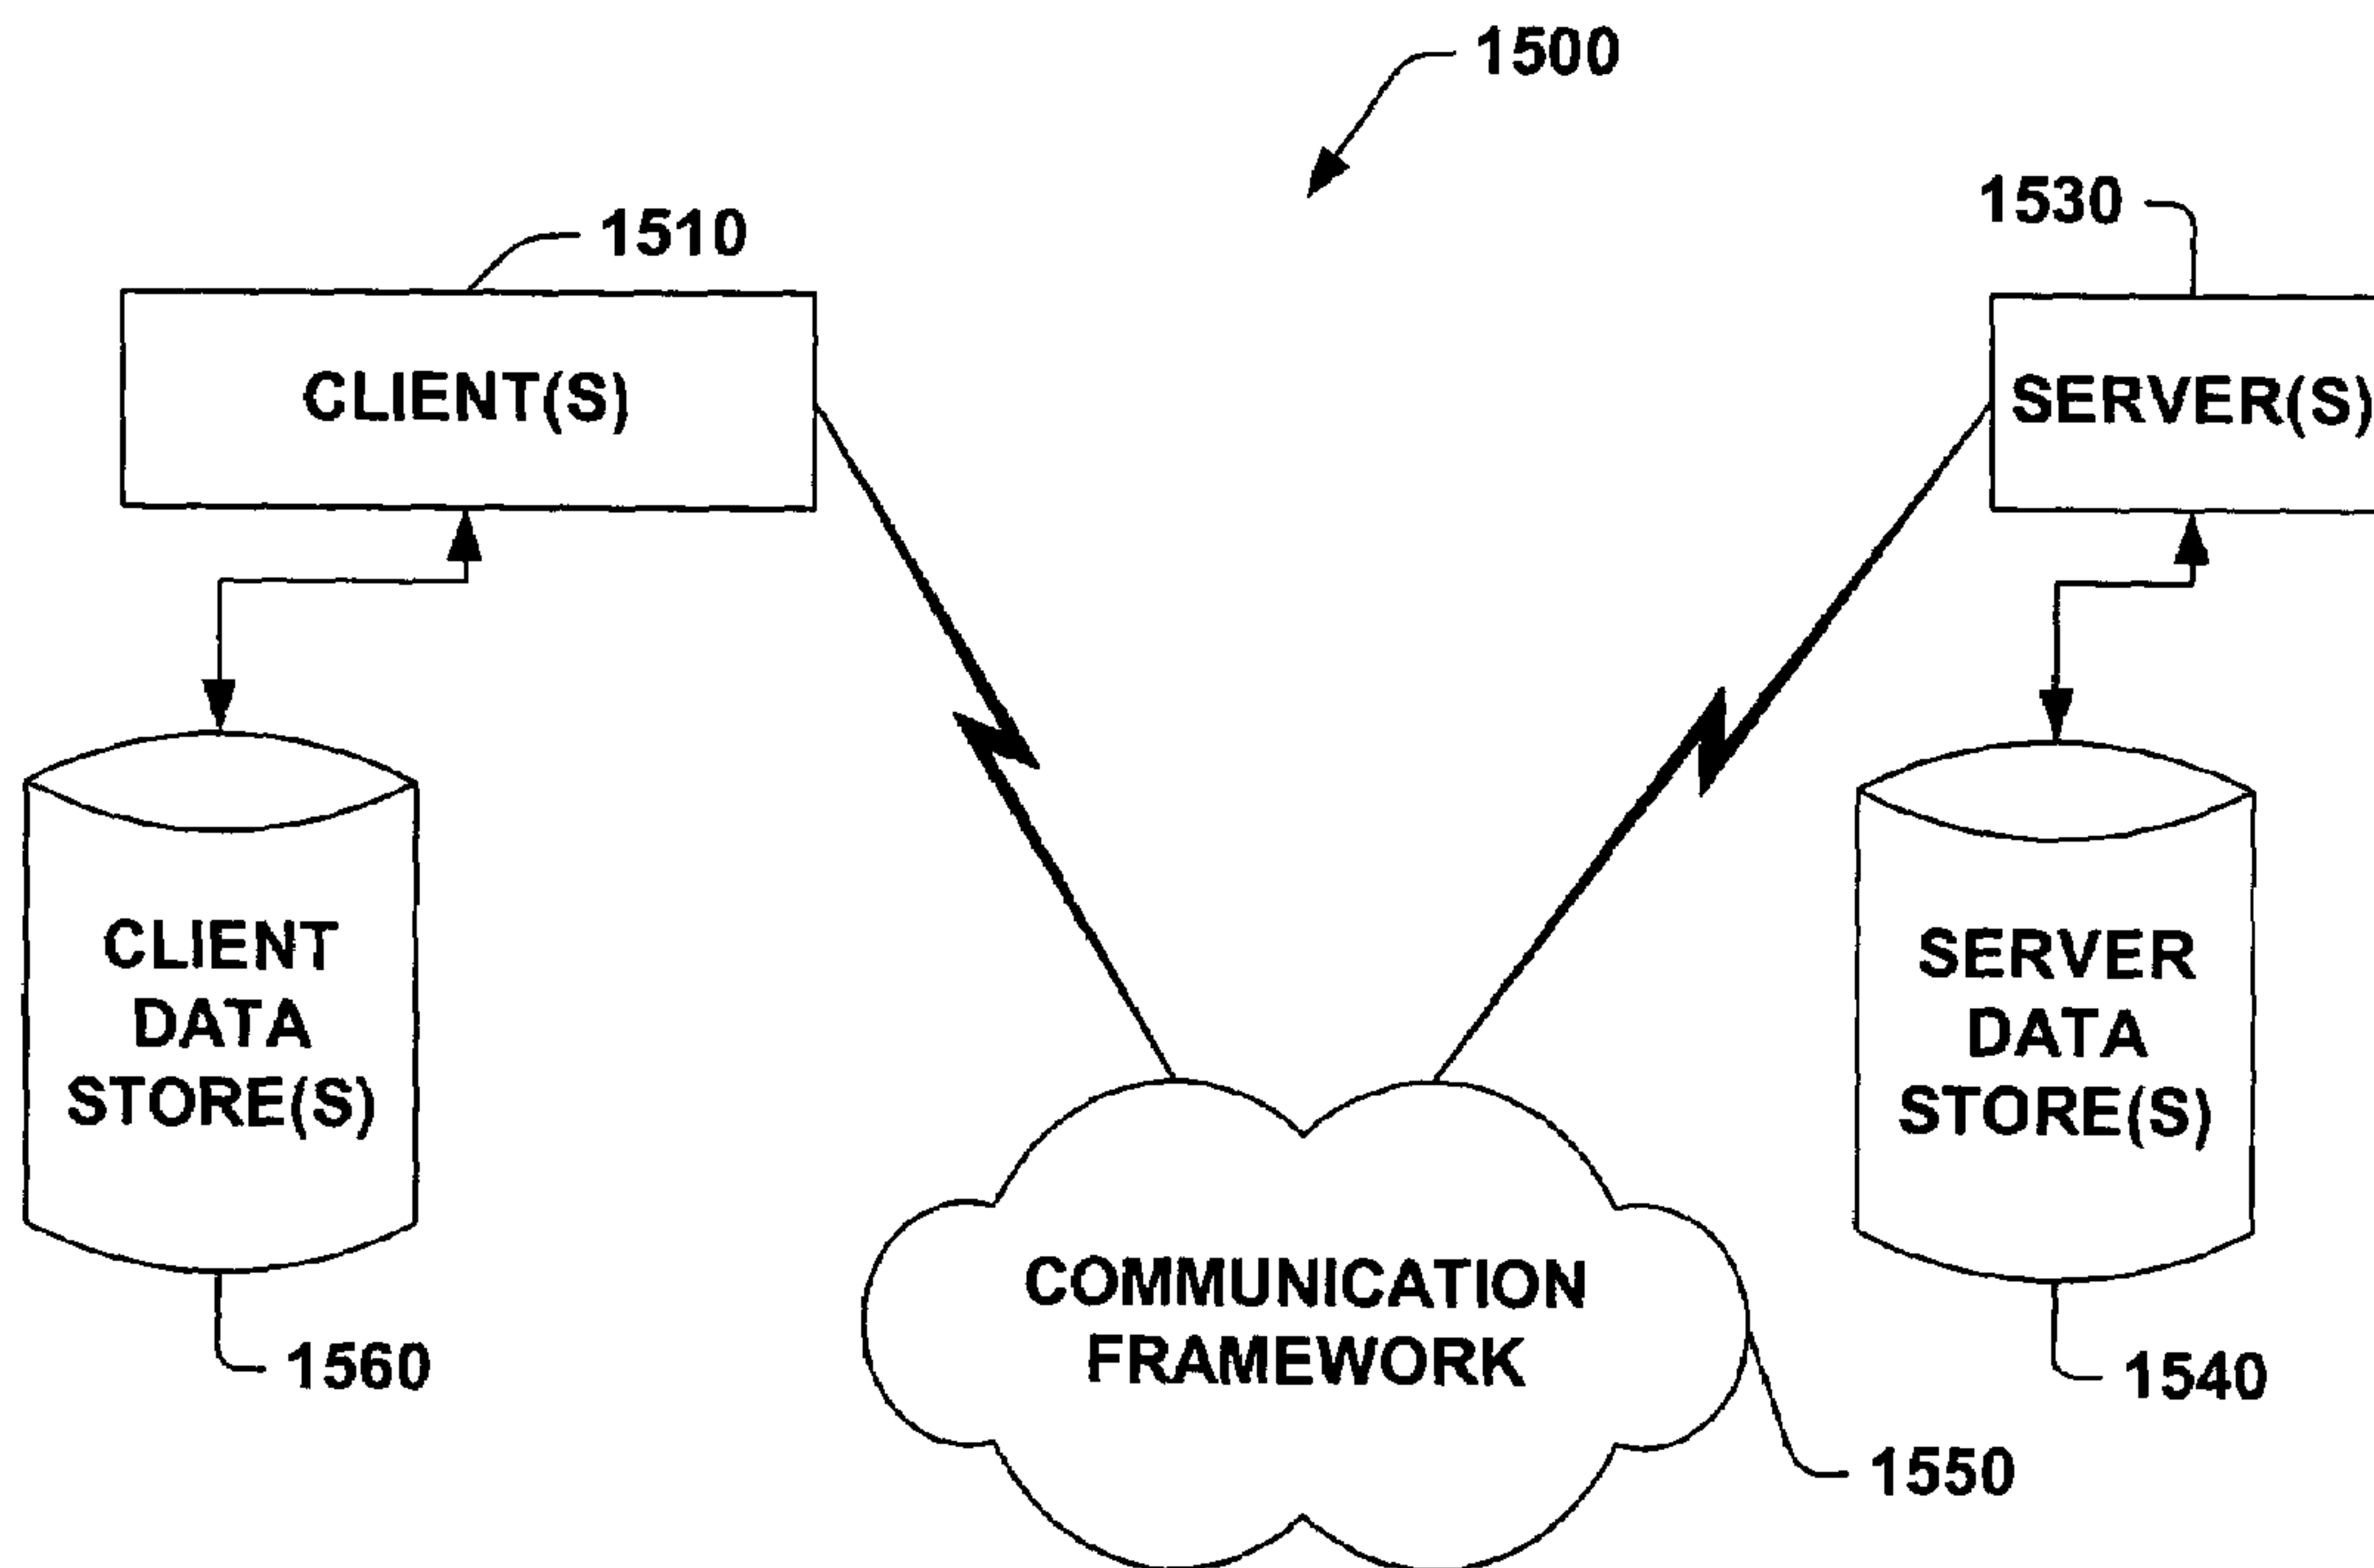 1500
1510
1530
CLIENT(S)
SERVER(S)
CLIENT
DATA
STORE(S)
SERVER
DATA
STORE(S)
COMMUNICATION
FRAMEWORK
1560
1540
1550